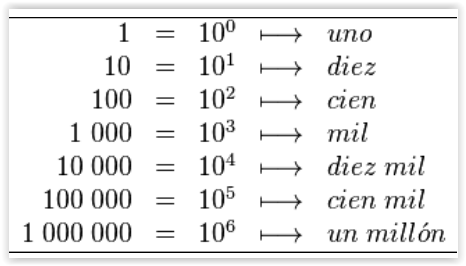 1 = 10⁰ ⟼ uno
10 = 10¹ ⟼ diez
100 = 10² ⟼ cien
1 000 = 10³ ⟼ mil
10 000 = 10⁴ ⟼ diez mil
100 000 = 10⁵ ⟼ cien mil
1 000 000 = 10⁶ ⟼ un millón